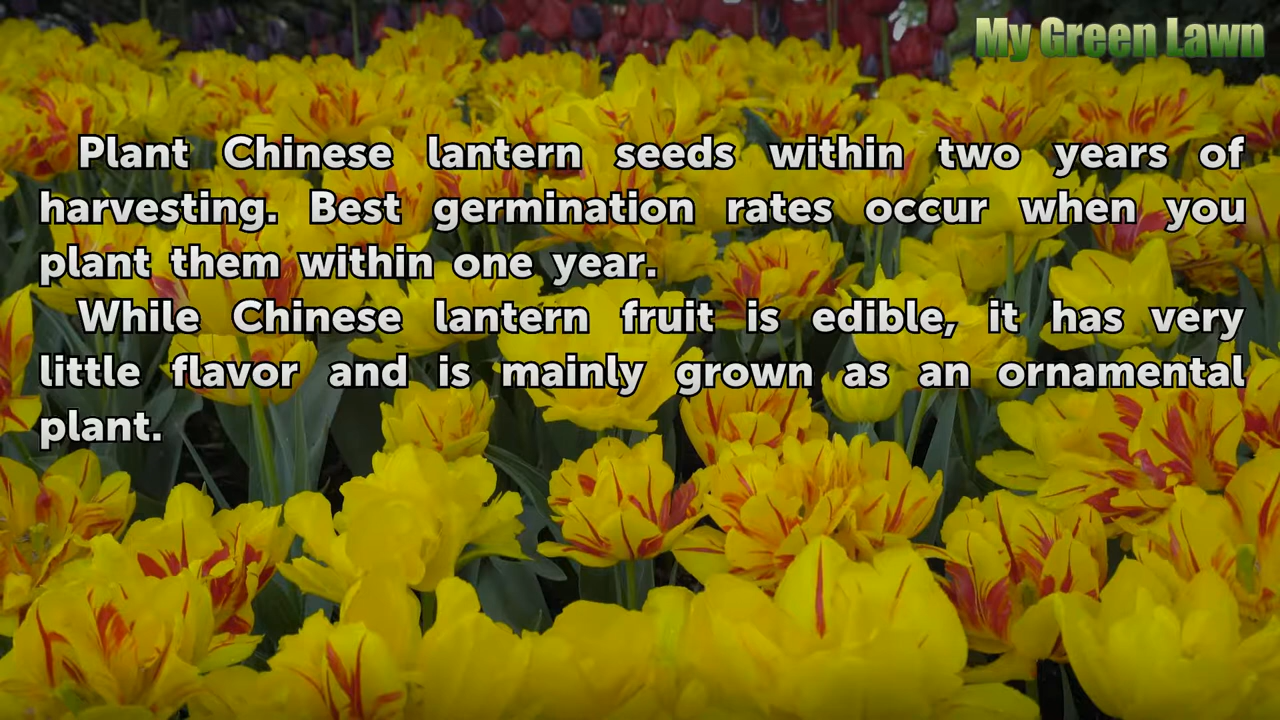 My Green Lawn
Plant Chinese lantern seeds within two years of
harvesting. Best germination rates occur when you
plant them within one year.
While Chinese lantern fruit is edible, it has very
little flavor and is mainly grown as an ornamental
plant.